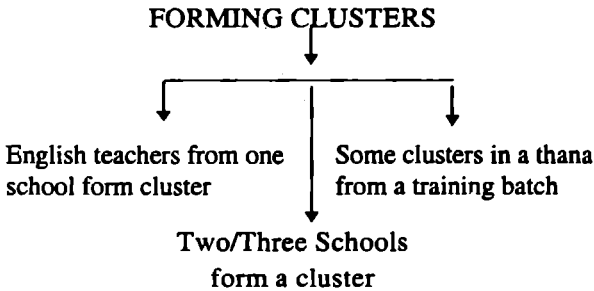 FORMING CLUSTERS
English teachers from one
school form cluster
Some clusters in a thana
from a training batch
Two/Three Schools
form a cluster